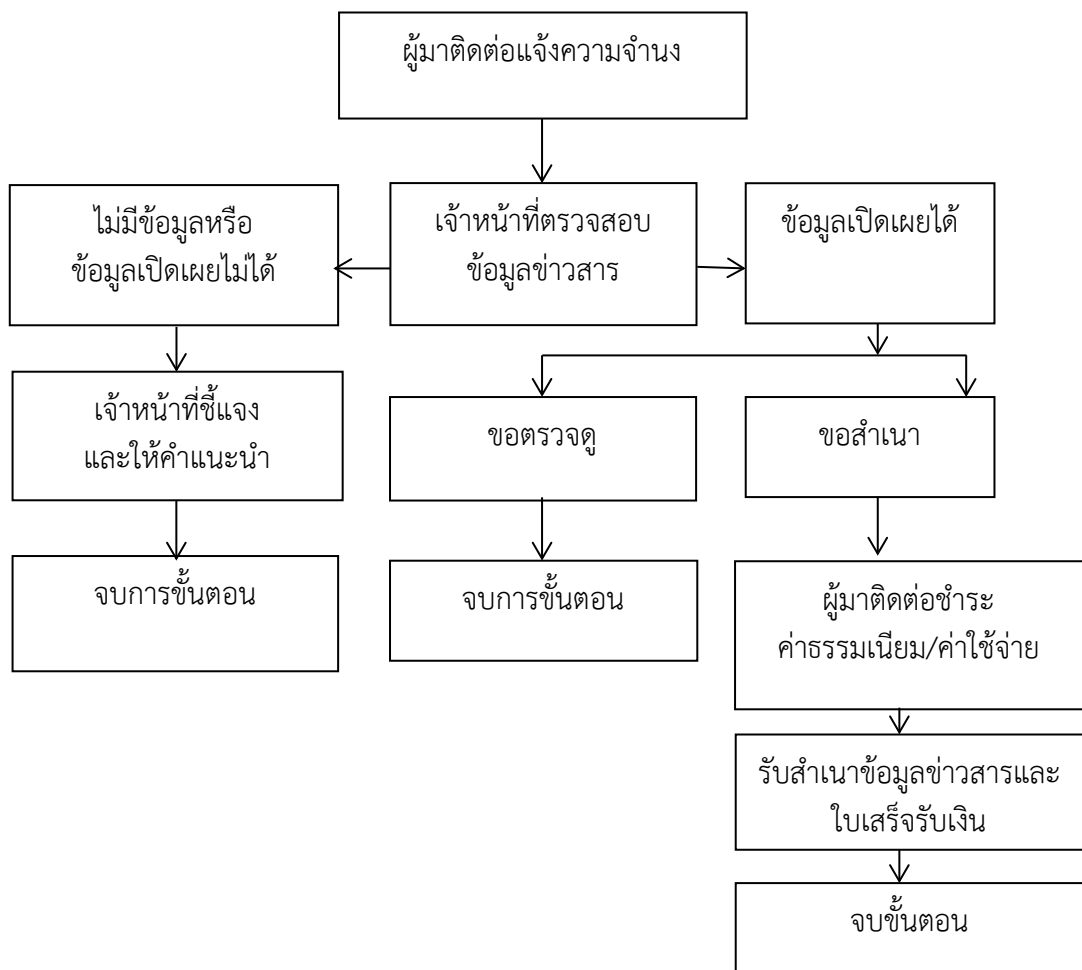 ผู้มาติดต่อแจ้งความจำนง
ไม่มีข้อมูลหรือ
ข้อมูลเปิดเผยไม่ได้
เจ้าหน้าที่ตรวจสอบ
ข้อมูลข่าวสาร
ข้อมูลเปิดเผยได้
เจ้าหน้าที่ชี้แจง
และให้คำแนะนำ
ขอตรวจดู
ขอสำเนา
จบการขั้นตอน
จบการขั้นตอน
ผู้มาติดต่อชำระ
ค่าธรรมเนียม/ค่าใช้จ่าย
รับสำเนาข้อมูลข่าวสารและ
ใบเสร็จรับเงิน
จบขั้นตอน